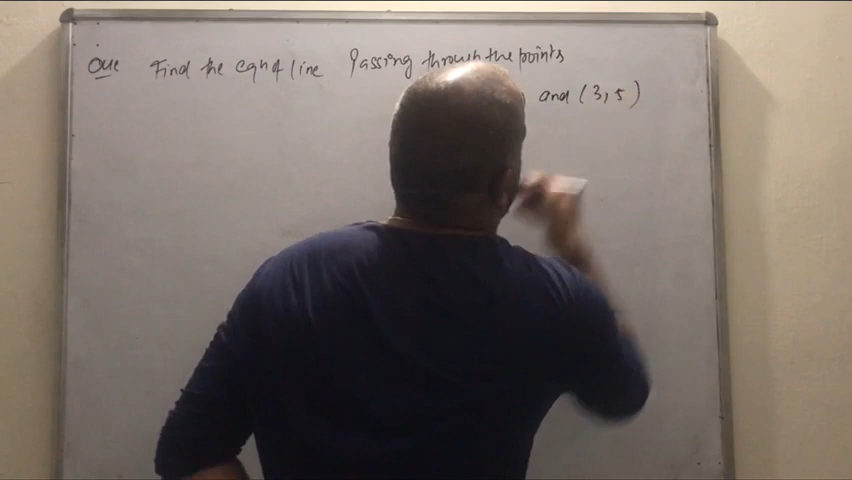 Que Find the eqn of line Passing through the points
) and (3, 5)